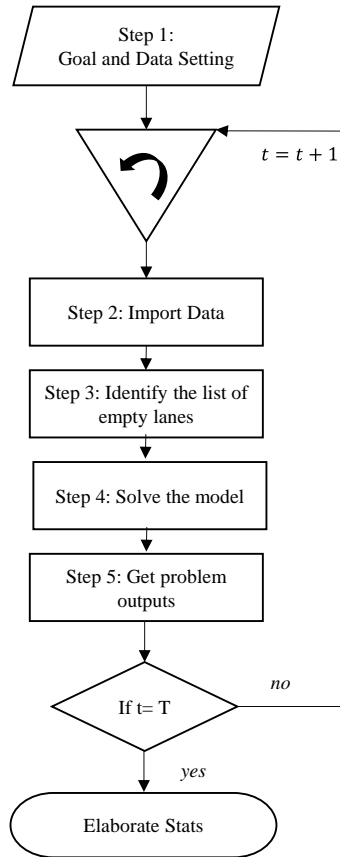 Step 1:
Goal and Data Setting
𝑡 = 𝑡 + 1
Step 2: Import Data
Step 3: Identify the list of
empty lanes
Step 4: Solve the model
Step 5: Get problem
outputs
If t= T
no
yes
Elaborate Stats